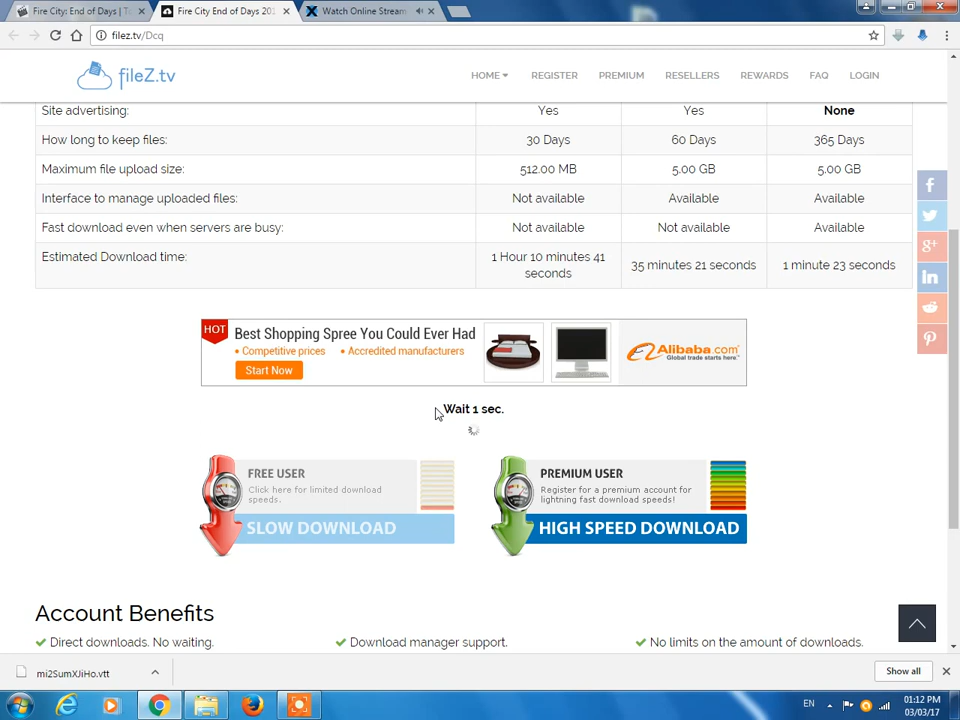 Fire City: End of Days | To
Fire City End of Days 201
Watch Online Stream
filez.tv/Dcq
fileZ.tv
HOME REGISTER PREMIUM RESELLERS REWARDS FAQ LOGIN
Site advertising: Yes Yes None
How long to keep files: 30 Days 60 Days 365 Days
Maximum file upload size: 512.00 MB 5.00 GB 5.00 GB
Interface to manage uploaded files: Not available Available Available
Fast download even when servers are busy: Not available Not available Available
Estimated Download time: 1 Hour 10 minutes 41 seconds 35 minutes 21 seconds 1 minute 23 seconds
HOT
Best Shopping Spree You Could Ever Had
• Competitive prices • Accredited manufacturers
Start Now
Alibaba.com
Global trade starts here.
Wait 1 sec.
FREE USER
Click here for limited download
speeds.
SLOW DOWNLOAD
PREMIUM USER
Register for a premium account for
lightning fast download speeds!
HIGH SPEED DOWNLOAD
Account Benefits
Direct downloads. No waiting. Download manager support. No limits on the amount of downloads.
mi2SumXJiHo.vtt
Show all
EN
01:12 PM
03/03/17